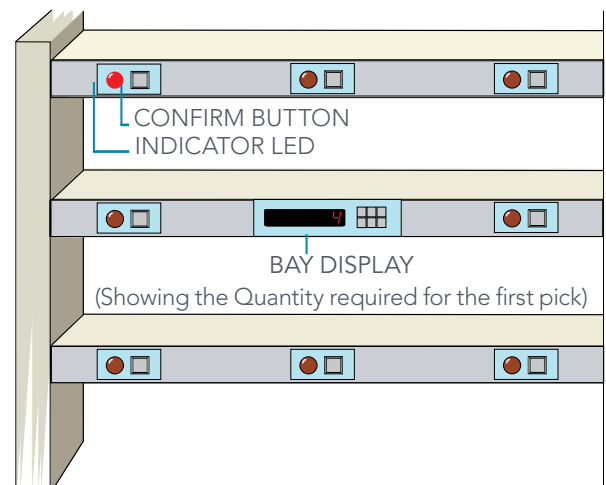 CONFIRM BUTTON
INDICATOR LED
4
BAY DISPLAY
(Showing the Quantity required for the first pick)